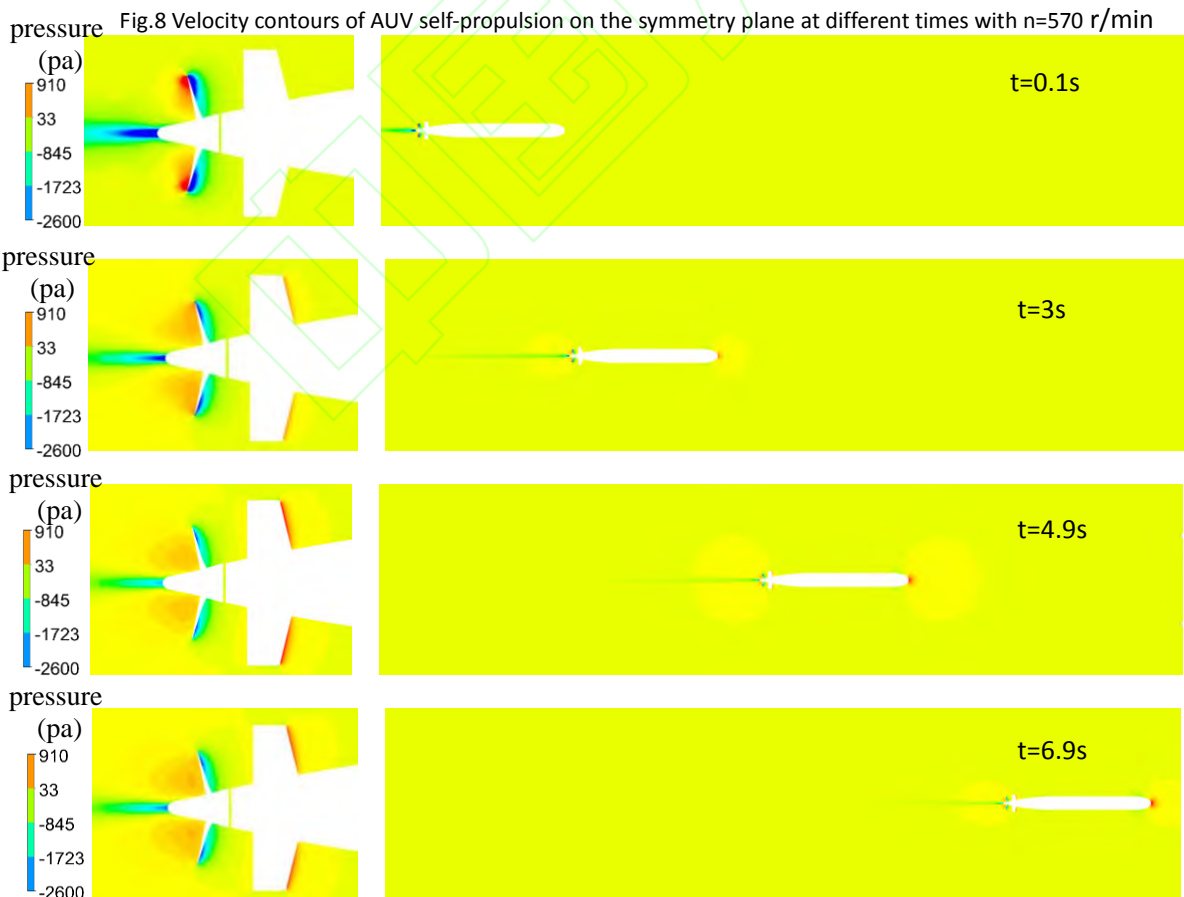 Fig.8 Velocity contours of AUV self-propulsion on the symmetry plane at different times with n=570 r/min
pressure
(pa)
910
33
-845
-1723
-2600
t=0.1s
pressure
(pa)
910
33
-845
-1723
-2600
t=3s
pressure
(pa)
910
33
-845
-1723
-2600
t=4.9s
pressure
(pa)
910
33
-845
-1723
-2600
t=6.9s